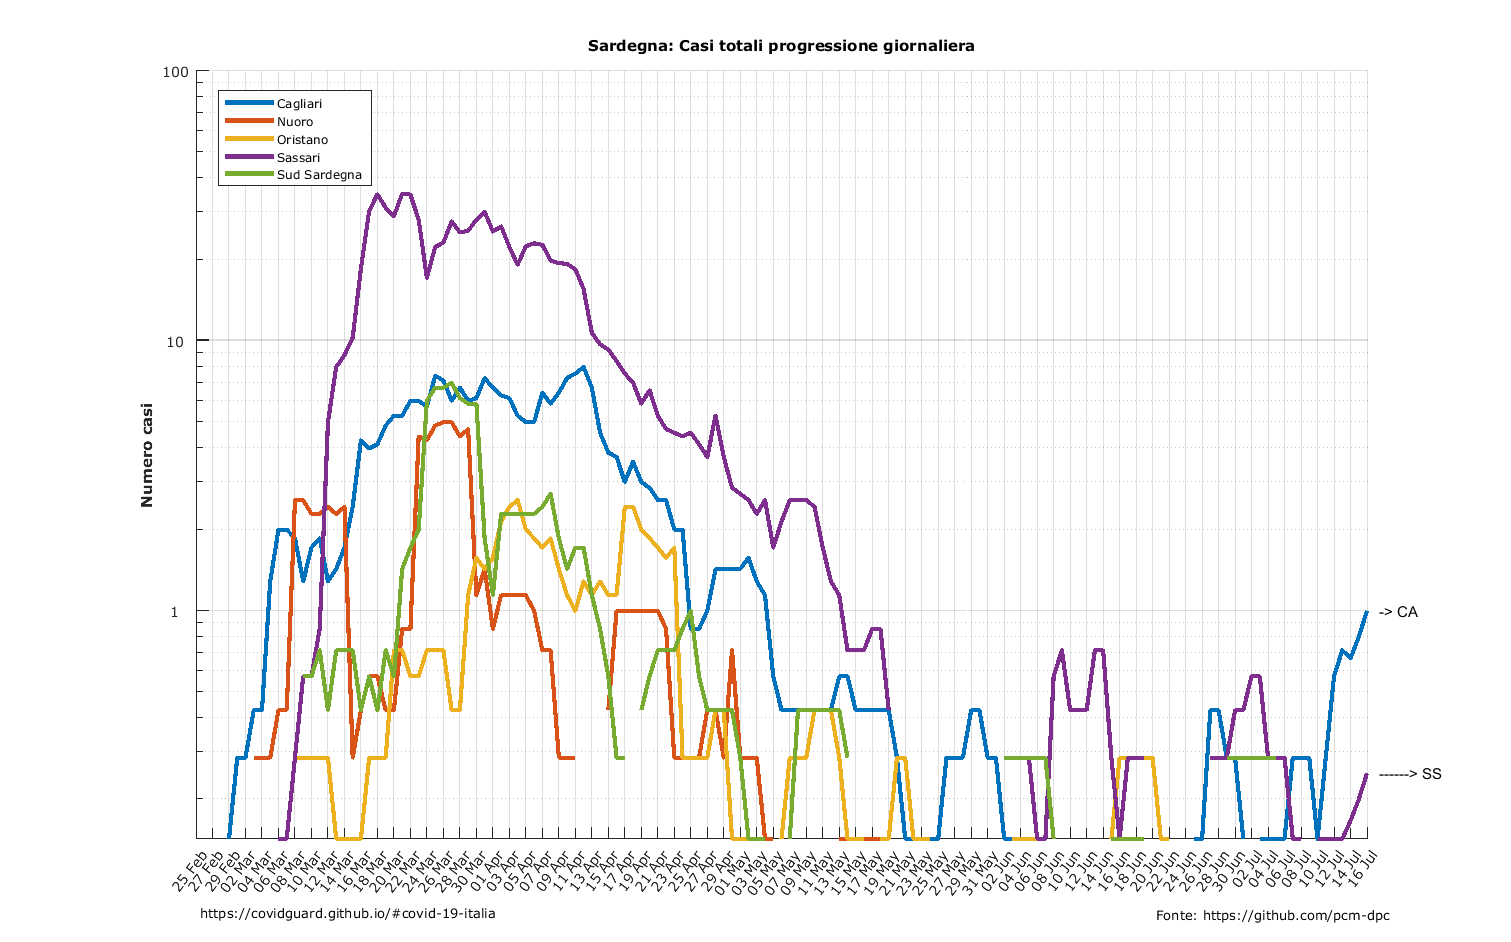 Sardegna: Casi totali progressione giornaliera
100
10
1
Numero casi
Cagliari
Nuoro
Oristano
Sassari
Sud Sardegna
-> CA
------> SS
25 Feb
27 Feb
29 Feb
02 Mar
04 Mar
06 Mar
08 Mar
10 Mar
12 Mar
14 Mar
16 Mar
18 Mar
20 Mar
22 Mar
24 Mar
26 Mar
28 Mar
30 Mar
01 Apr
03 Apr
05 Apr
07 Apr
09 Apr
11 Apr
13 Apr
15 Apr
17 Apr
19 Apr
21 Apr
23 Apr
25 Apr
27 Apr
29 Apr
01 May
03 May
05 May
07 May
09 May
11 May
13 May
15 May
17 May
19 May
21 May
23 May
25 May
27 May
29 May
31 May
02 Jun
04 Jun
06 Jun
08 Jun
10 Jun
12 Jun
14 Jun
16 Jun
18 Jun
20 Jun
22 Jun
24 Jun
26 Jun
28 Jun
30 Jun
02 Jul
04 Jul
06 Jul
08 Jul
10 Jul
12 Jul
14 Jul
16 Jul
https://covidguard.github.io/#covid-19-italia
Fonte: https://github.com/pcm-dpc